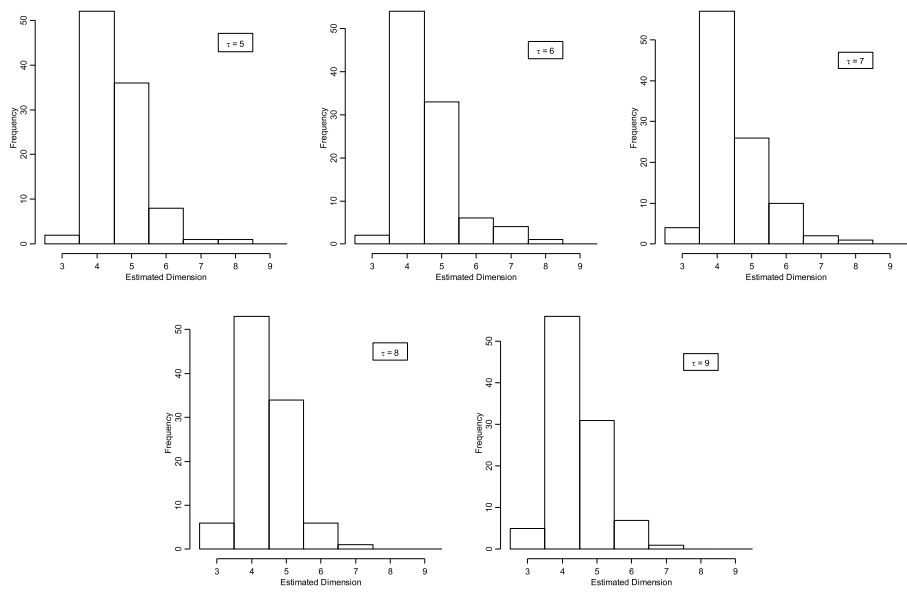 τ = 5
Frequency
0 10 20 30 40 50
3 4 5 6 7 8 9
Estimated Dimension
τ = 6
Frequency
0 10 20 30 40 50
3 4 5 6 7 8 9
Estimated Dimension
τ = 7
Frequency
0 10 20 30 40 50
3 4 5 6 7 8 9
Estimated Dimension
τ = 8
Frequency
0 10 20 30 40 50
3 4 5 6 7 8 9
Estimated Dimension
τ = 9
Frequency
0 10 20 30 40 50
3 4 5 6 7 8 9
Estimated Dimension